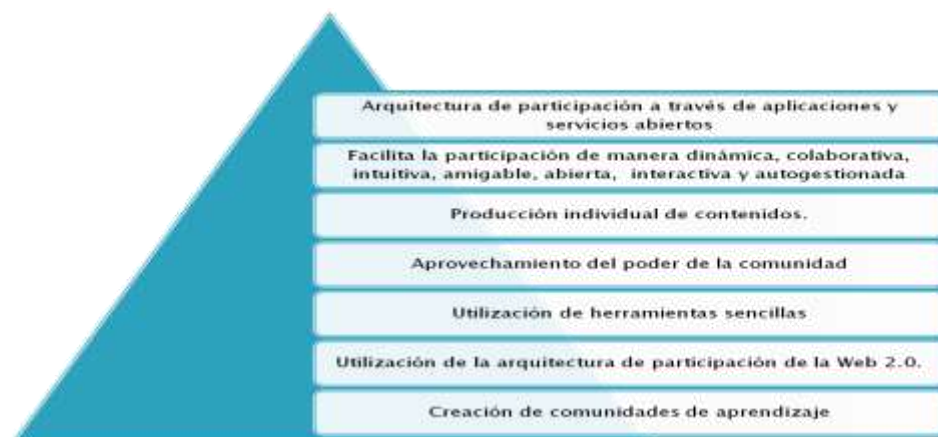 Arquitectura de participación a través de aplicaciones y
servicios abiertos
Facilita la participación de manera dinámica, colaborativa,
intuitiva, amigable, abierta, interactiva y autogestionada
Producción individual de contenidos.
Aprovechamiento del poder de la comunidad
Utilización de herramientas sencillas
Utilización de la arquitectura de participación de la Web 2.0.
Creación de comunidades de aprendizaje